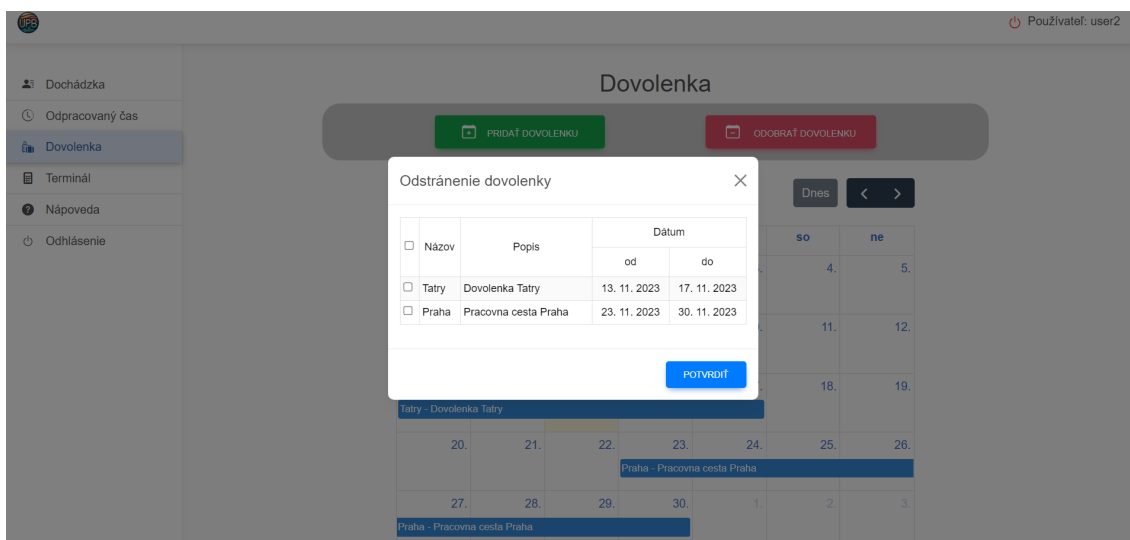 UPB
Používateľ: user2
Dochádzka
Odpracovaný čas
Dovolenka
Terminál
Nápoveda
Odhlásenie
Dovolenka
PRIDAŤ DOVOLENKU
ODOBRAŤ DOVOLENKU
Dnes
Odstránenie dovolenky
Názov Popis Dátum
od do
Tatry Dovolenka Tatry 13. 11. 2023 17. 11. 2023
Praha Pracovna cesta Praha 23. 11. 2023 30. 11. 2023
POTVRDIŤ
so ne
4. 5.
11. 12.
18. 19.
Tatry - Dovolenka Tatry
20. 21. 22. 23. 24. 25. 26.
Praha - Pracovna cesta Praha
27. 28. 29. 30. 1. 2. 3.
Praha - Pracovna cesta Praha